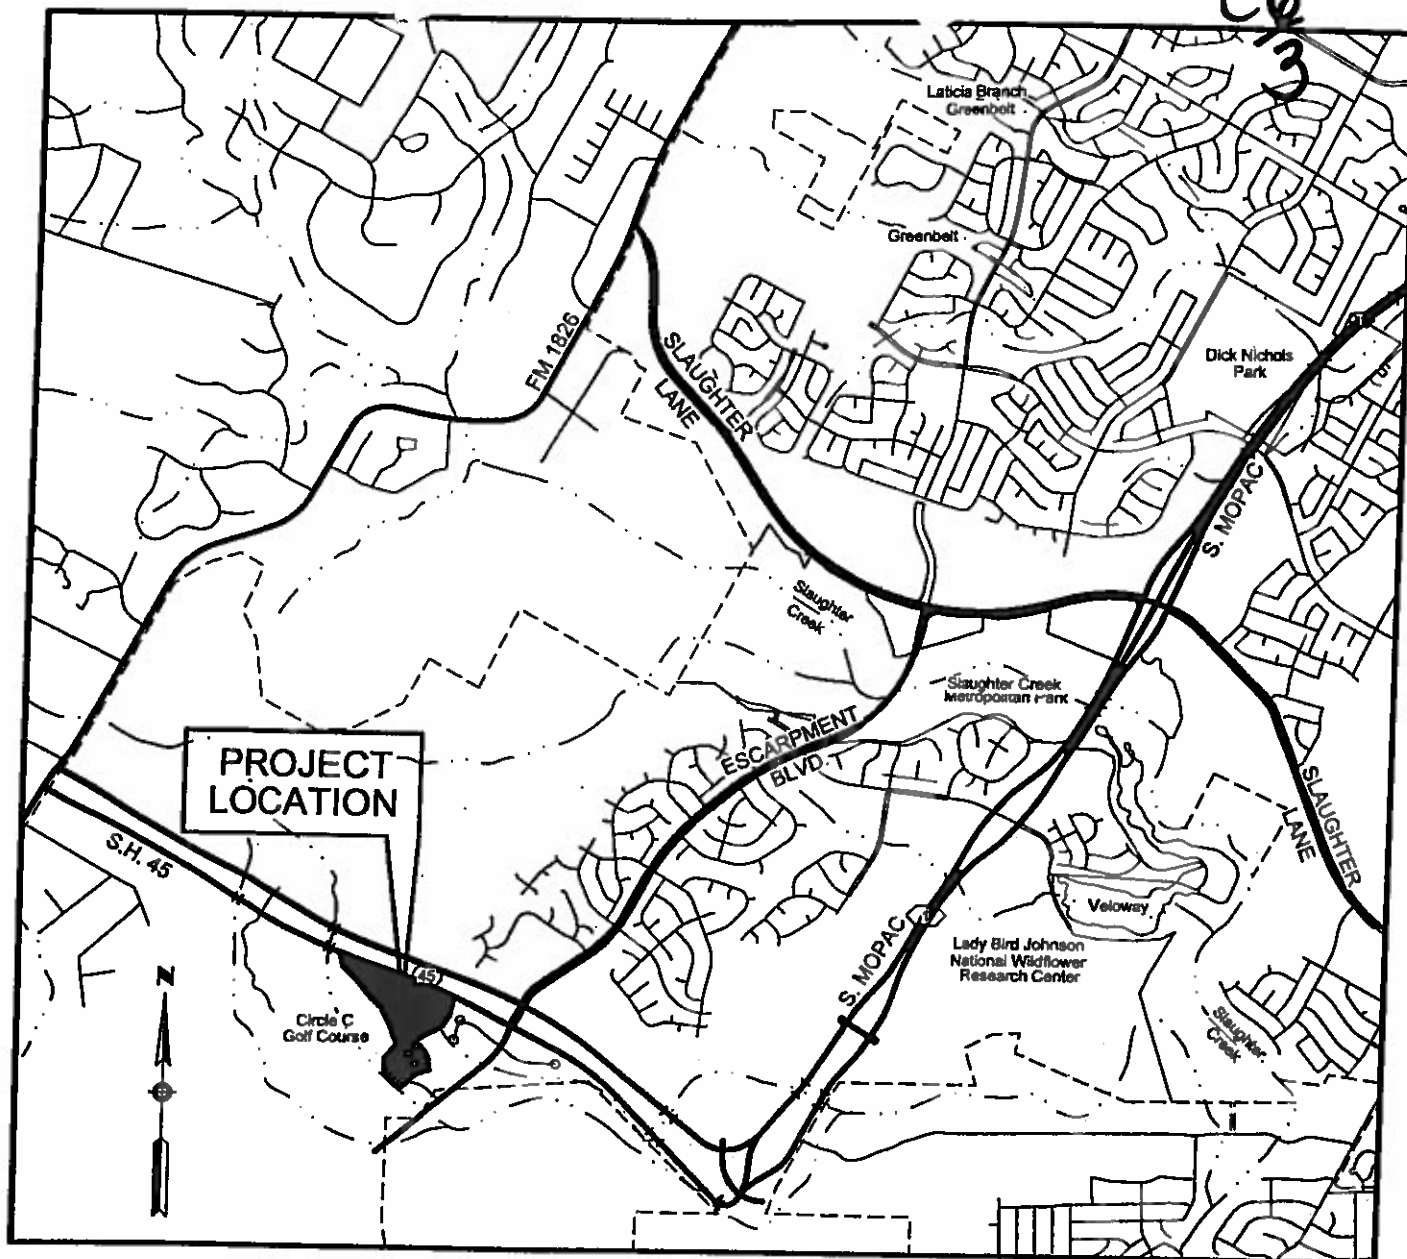 C8
3
Laticia Branch
Greenbelt
Greenbelt
FM 1826
SLAUGHTER
LANE
Dick Nichols
Park
S. MOPAC
Slaughter
Creek
Slaughter Creek
Metropolitan Park
ESCARPMENT
BLVD.
PROJECT
LOCATION
SLAUGHTER
LANE
S.H. 45
Veloway
Lady Bird Johnson
National Wildflower
Research Center
S. MOPAC
45
N
Circle C
Golf Course
Slaughter
Creek